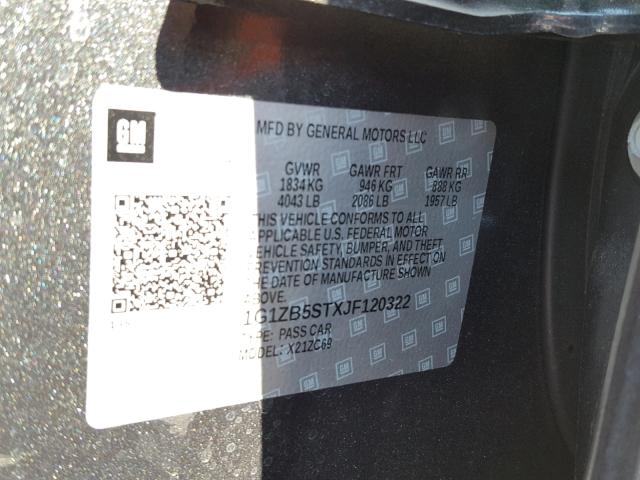 GM
MFD BY GENERAL MOTORS LLC
GVWR GAWR FRT GAWR RR
1834 KG 946 KG 888 KG
4043 LB 2086 LB 1957 LB
THIS VEHICLE CONFORMS TO ALL
APPLICABLE U.S. FEDERAL MOTOR
VEHICLE SAFETY, BUMPER, AND THEFT
PREVENTION STANDARDS IN EFFECT ON
THE DATE OF MANUFACTURE SHOWN
ABOVE.
1G1ZB5STXJF120322
TYPE: PASS CAR
MODEL: X21ZC69